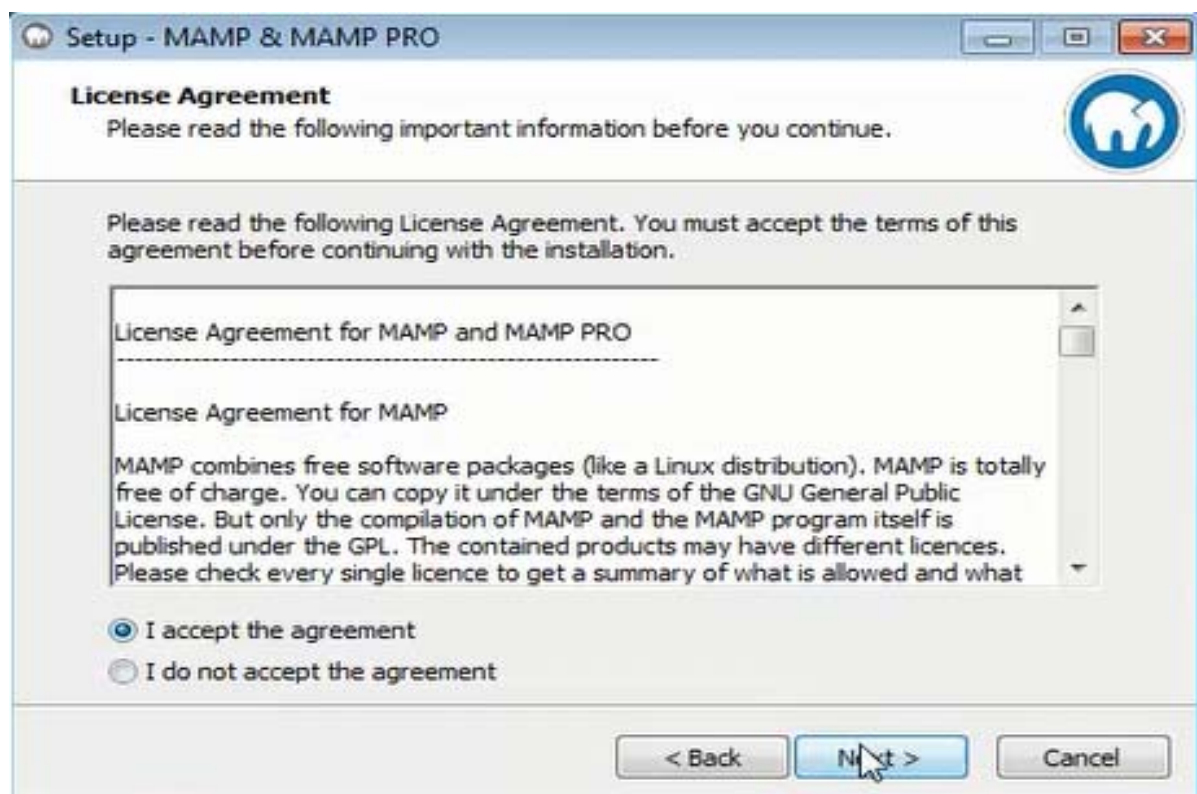 Setup - MAMP & MAMP PRO
License Agreement
Please read the following important information before you continue.
Please read the following License Agreement. You must accept the terms of this
agreement before continuing with the installation.
License Agreement for MAMP and MAMP PRO
------------------------------------------------------------
License Agreement for MAMP
MAMP combines free software packages (like a Linux distribution). MAMP is totally
free of charge. You can copy it under the terms of the GNU General Public
License. But only the compilation of MAMP and the MAMP program itself is
published under the GPL. The contained products may have different licences.
Please check every single licence to get a summary of what is allowed and what
I accept the agreement
I do not accept the agreement
< Back Next > Cancel